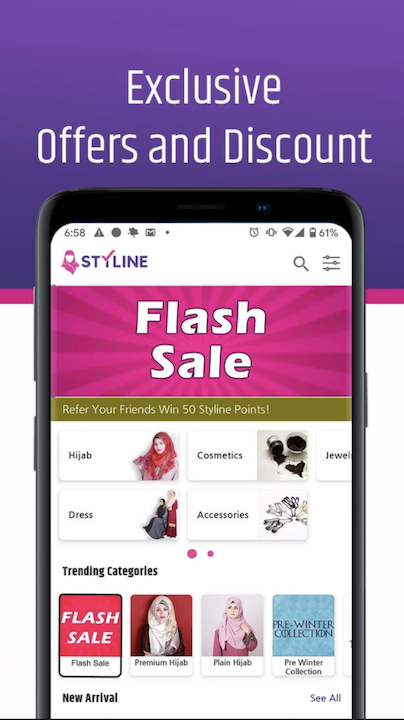 Exclusive
Offers and Discount
6:58
61%
STYLINE
Flash
Sale
Refer Your Friends Win 50 Styline Points!
Hijab
Cosmetics
Dress
Accessories
Trending Categories
FLASH
SALE
PRE-WINTER
COLLECTION
Flash Sale
Premium Hijab
Plain Hijab
Pre Winter
Collection
New Arrival
See All